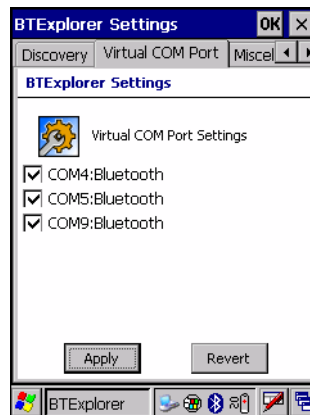 BTExplorer Settings OK
Discovery Virtual COM Port Miscel
BTExplorer Settings
Virtual COM Port Settings
COM4:Bluetooth
COM5:Bluetooth
COM9:Bluetooth
Apply Revert
BTExplorer